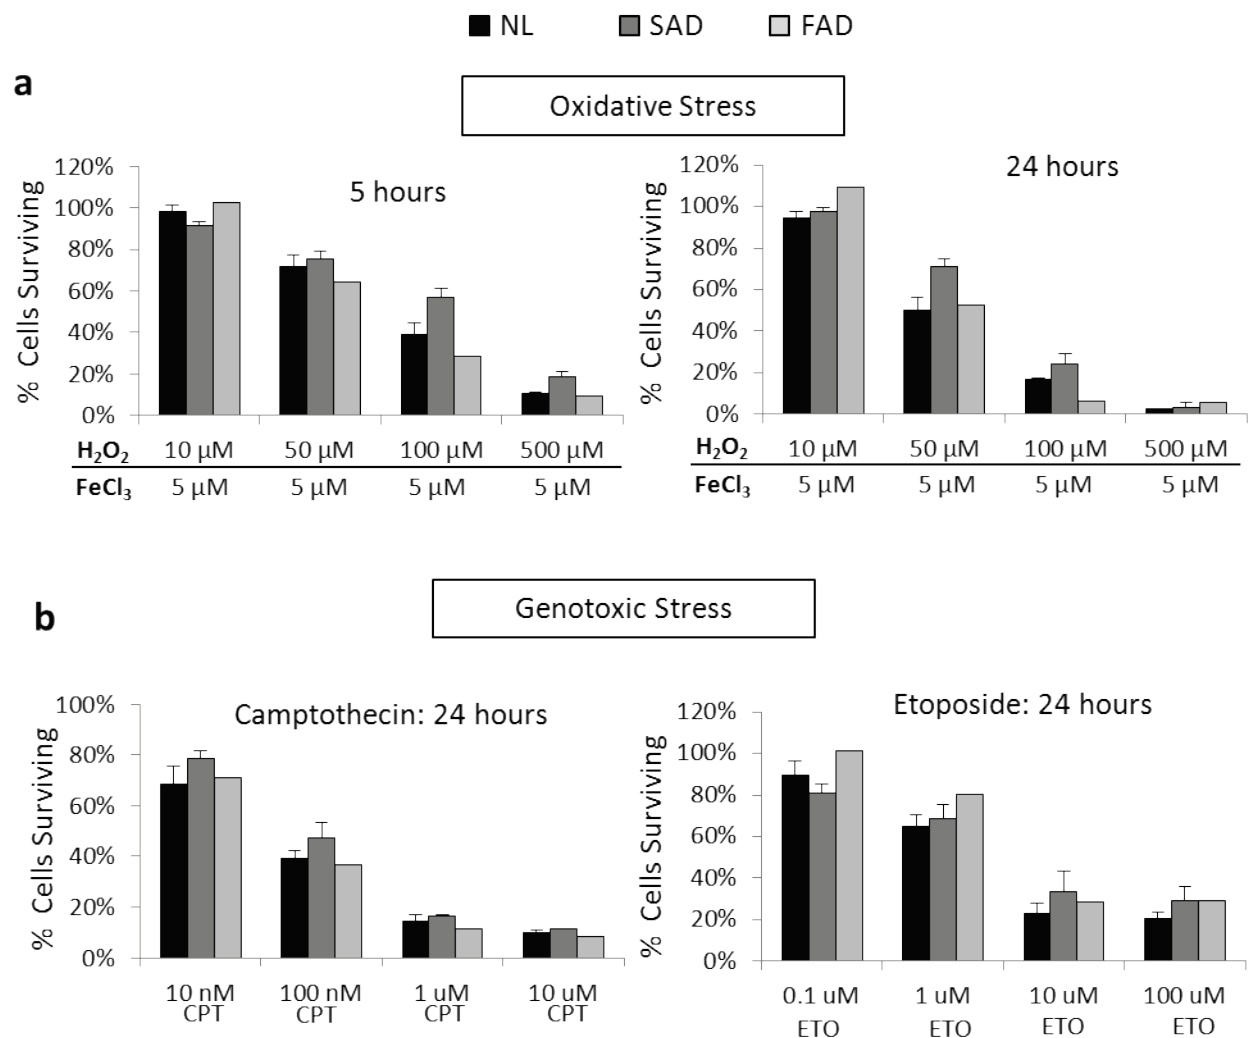 NL SAD FAD
a
Oxidative Stress
5 hours
% Cells Surviving
120%
100%
80%
60%
40%
20%
0%
H₂O₂ 10 µM 50 µM 100 µM 500 µM
FeCl₃ 5 µM 5 µM 5 µM 5 µM
24 hours
% Cells Surviving
120%
100%
80%
60%
40%
20%
0%
H₂O₂ 10 µM 50 µM 100 µM 500 µM
FeCl₃ 5 µM 5 µM 5 µM 5 µM
b
Genotoxic Stress
Camptothecin: 24 hours
% Cells Surviving
100%
80%
60%
40%
20%
0%
10 nM 100 nM 1 uM 10 uM
CPT CPT CPT CPT
Etoposide: 24 hours
% Cells Surviving
120%
100%
80%
60%
40%
20%
0%
0.1 uM 1 uM 10 uM 100 uM
ETO ETO ETO ETO